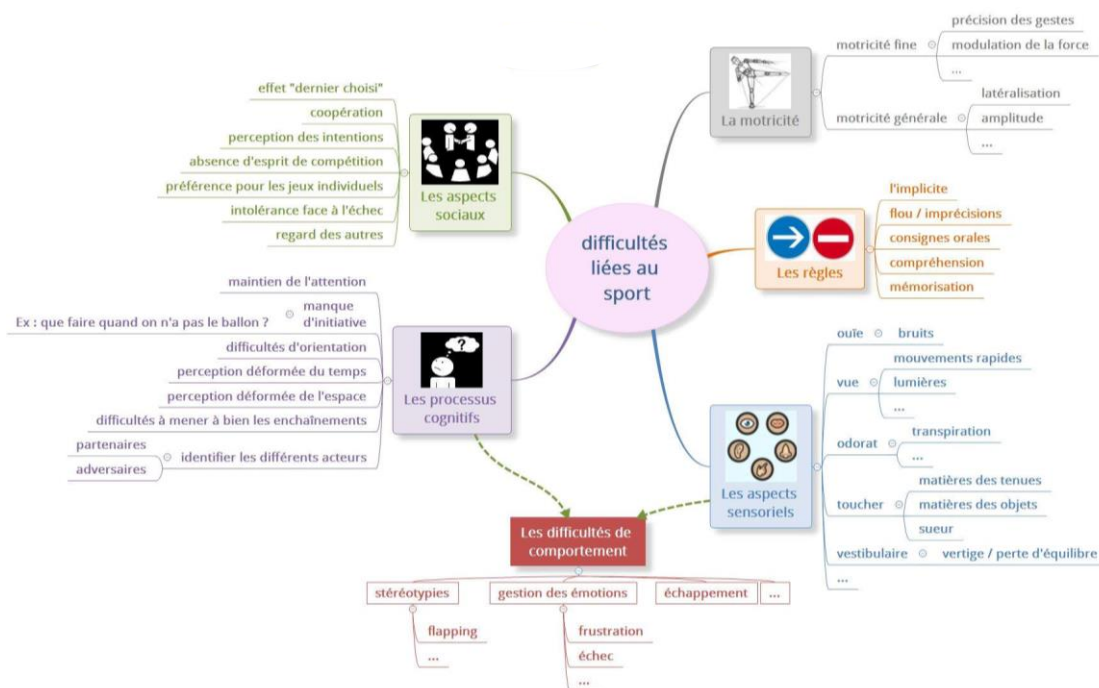 difficultés
liées au
sport
La motricité
motricité fine
précision des gestes
modulation de la force
...
motricité générale
latéralisation
amplitude
...
Les règles
l'implicite
flou / imprécisions
consignes orales
compréhension
mémorisation
Les aspects
sensoriels
ouïe
bruits
vue
mouvements rapides
lumières
...
odorat
transpiration
...
toucher
matières des tenues
matières des objets
sueur
vestibulaire
vertige / perte d'équilibre
...
Les aspects
sociaux
effet "dernier choisi"
coopération
perception des intentions
absence d'esprit de compétition
préférence pour les jeux individuels
intolérance face à l'échec
regard des autres
?
Les processus
cognitifs
maintien de l'attention
manque
d'initiative
Ex : que faire quand on n'a pas le ballon ?
difficultés d'orientation
perception déformée du temps
perception déformée de l'espace
difficultés à mener à bien les enchaînements
identifier les différents acteurs
partenaires
adversaires
Les difficultés de
comportement
stéréotypies
flapping
...
gestion des émotions
frustration
échec
...
échappement
...